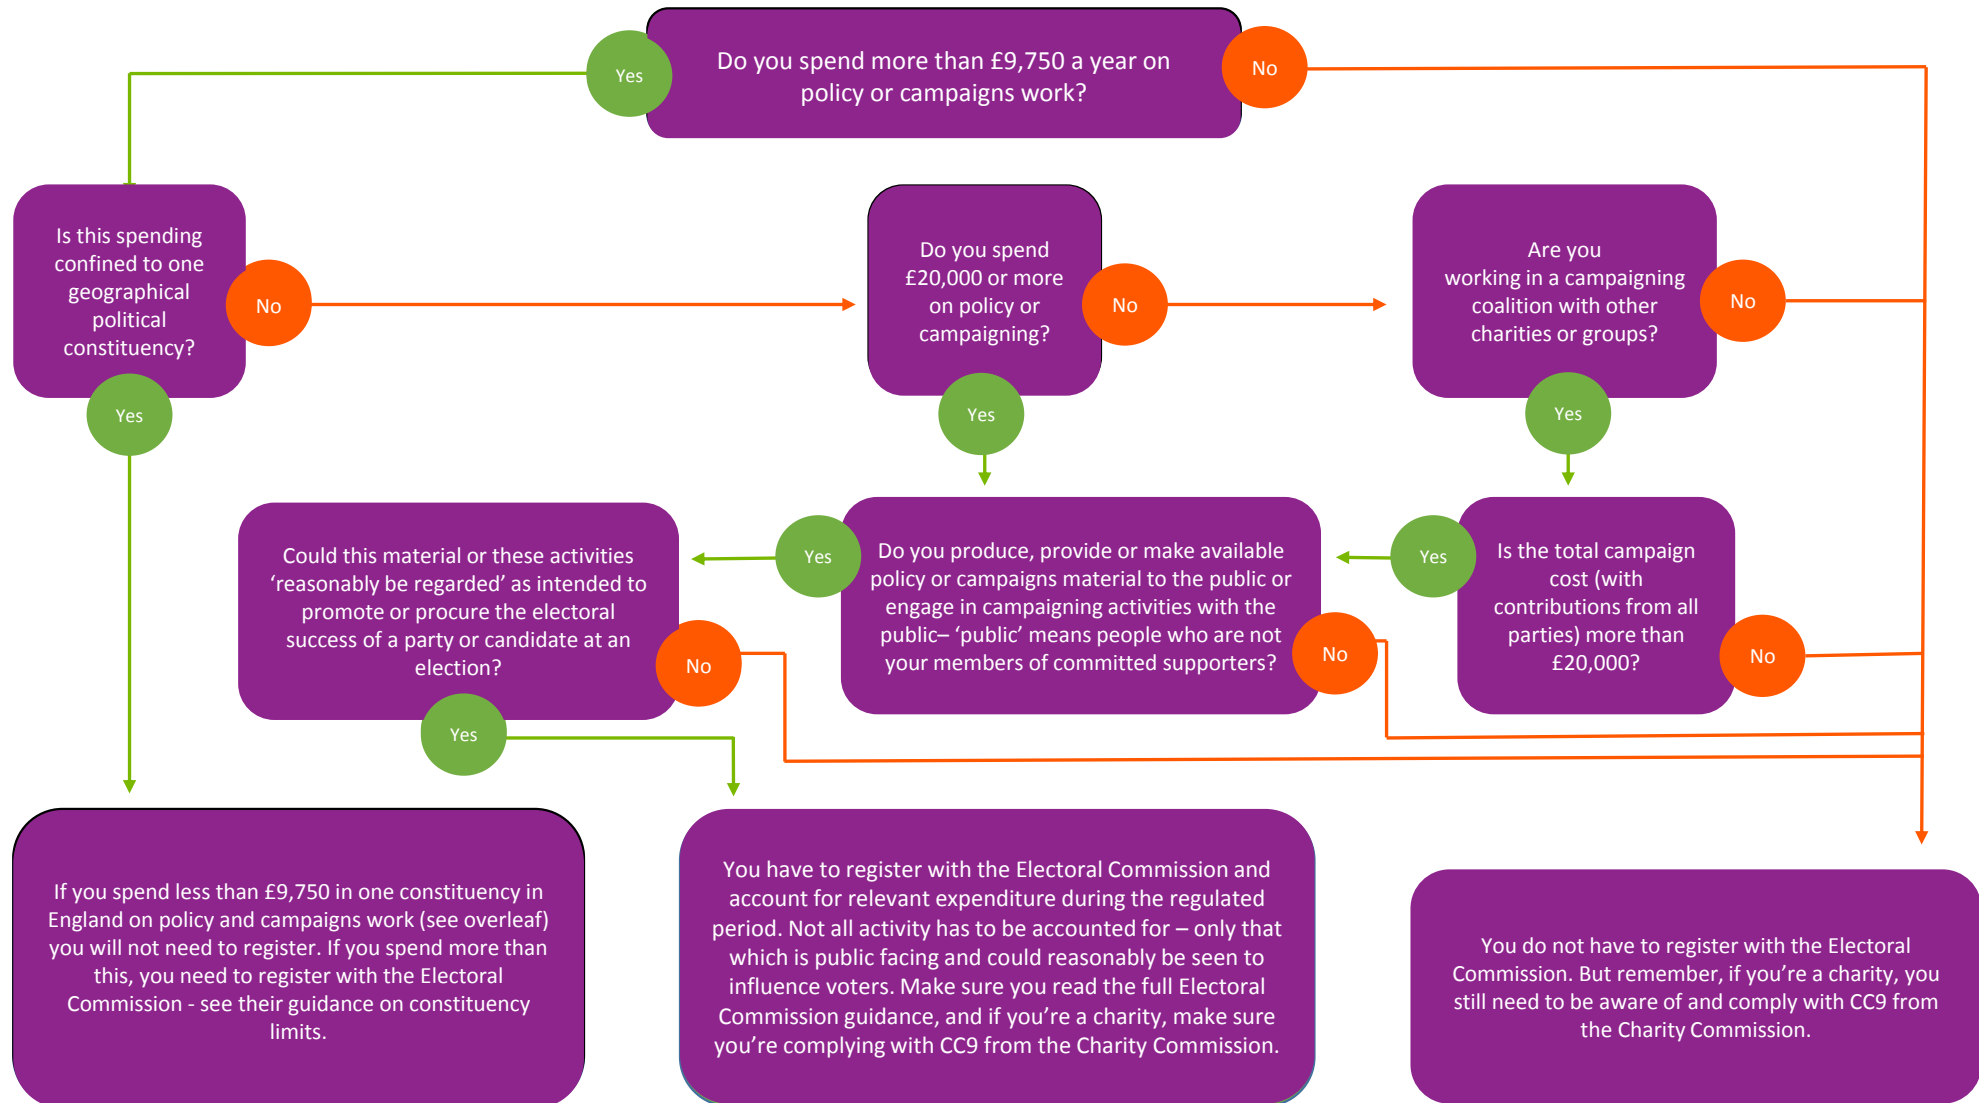 Do you spend more than £9,750 a year on
policy or campaigns work?
Yes
No
Is this spending
confined to one
geographical
political
constituency?
No
Yes
Do you spend
£20,000 or more
on policy or
campaigning?
No
Yes
Are you
working in a campaigning
coalition with other
charities or groups?
No
Yes
Could this material or these activities
‘reasonably be regarded’ as intended to
promote or procure the electoral
success of a party or candidate at an
election?
No
Yes
Yes
Do you produce, provide or make available
policy or campaigns material to the public or
engage in campaigning activities with the
public– ‘public’ means people who are not
your members of committed supporters?
No
Yes
Is the total campaign
cost (with
contributions from all
parties) more than
£20,000?
No
If you spend less than £9,750 in one constituency in
England on policy and campaigns work (see overleaf)
you will not need to register. If you spend more than
this, you need to register with the Electoral
Commission - see their guidance on constituency
limits.
You have to register with the Electoral Commission and
account for relevant expenditure during the regulated
period. Not all activity has to be accounted for – only that
which is public facing and could reasonably be seen to
influence voters. Make sure you read the full Electoral
Commission guidance, and if you’re a charity, make sure
you’re complying with CC9 from the Charity Commission.
You do not have to register with the Electoral
Commission. But remember, if you’re a charity, you
still need to be aware of and comply with CC9 from
the Charity Commission.